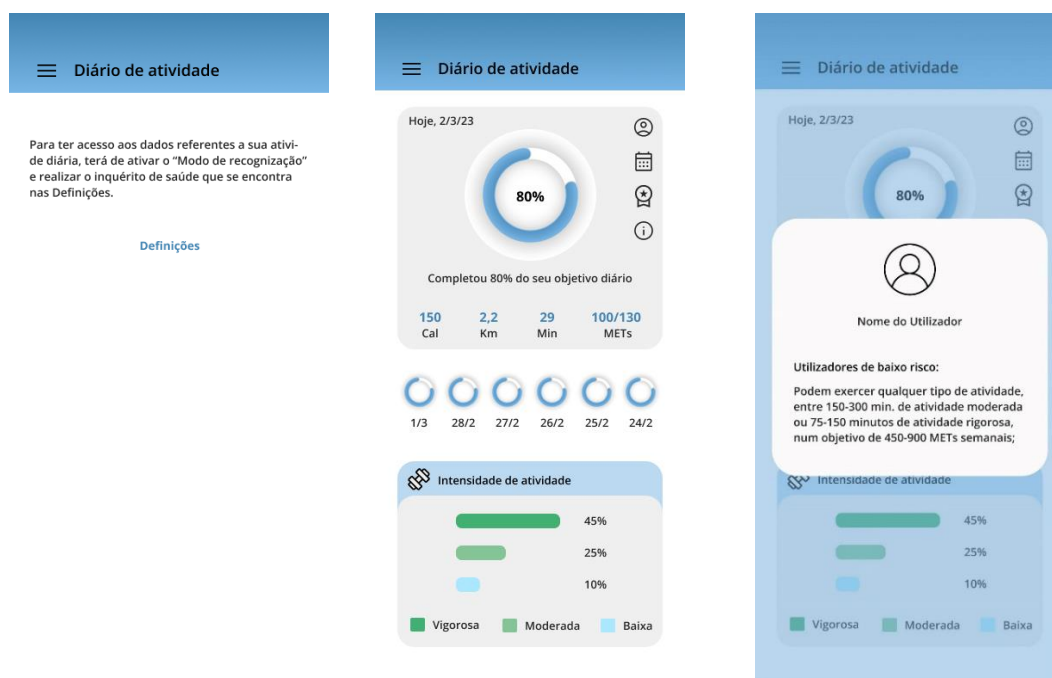 Diário de atividade
Para ter acesso aos dados referentes a sua ativi-
de diária, terá de ativar o “Modo de recognização”
e realizar o inquérito de saúde que se encontra
nas Definições.
Definições
Diário de atividade
Hoje, 2/3/23
80%
Completou 80% do seu objetivo diário
150 2,2 29 100/130
Cal Km Min METs
1/3 28/2 27/2 26/2 25/2 24/2
Intensidade de atividade
45%
25%
10%
Vigorosa Moderada Baixa
Diário de atividade
Hoje, 2/3/23
80%
Nome do Utilizador
Utilizadores de baixo risco:
Podem exercer qualquer tipo de atividade,
entre 150-300 min. de atividade moderada
ou 75-150 minutos de atividade rigorosa,
num objetivo de 450-900 METs semanais;
Intensidade de atividade
45%
25%
10%
Vigorosa Moderada Baixa